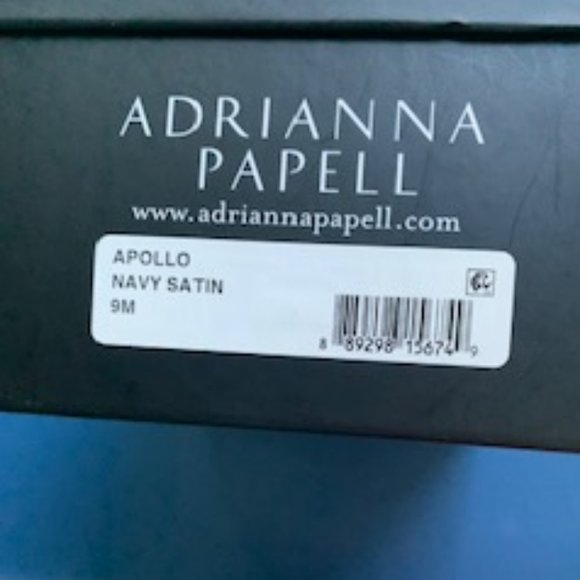 ADRIANNA
PAPELL
www.adriannapapell.com
APOLLO
NAVY SATIN
9M
8 89298 15674 9